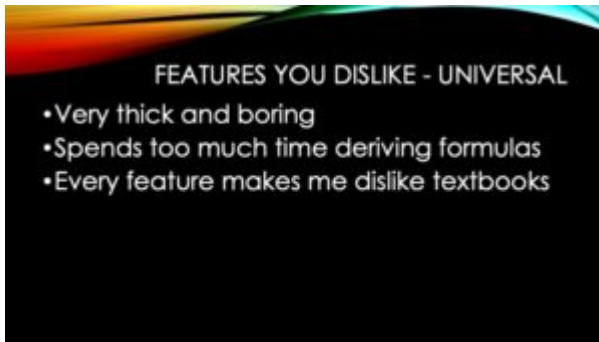 FEATURES YOU DISLIKE - UNIVERSAL
•Very thick and boring
•Spends too much time deriving formulas
•Every feature makes me dislike textbooks